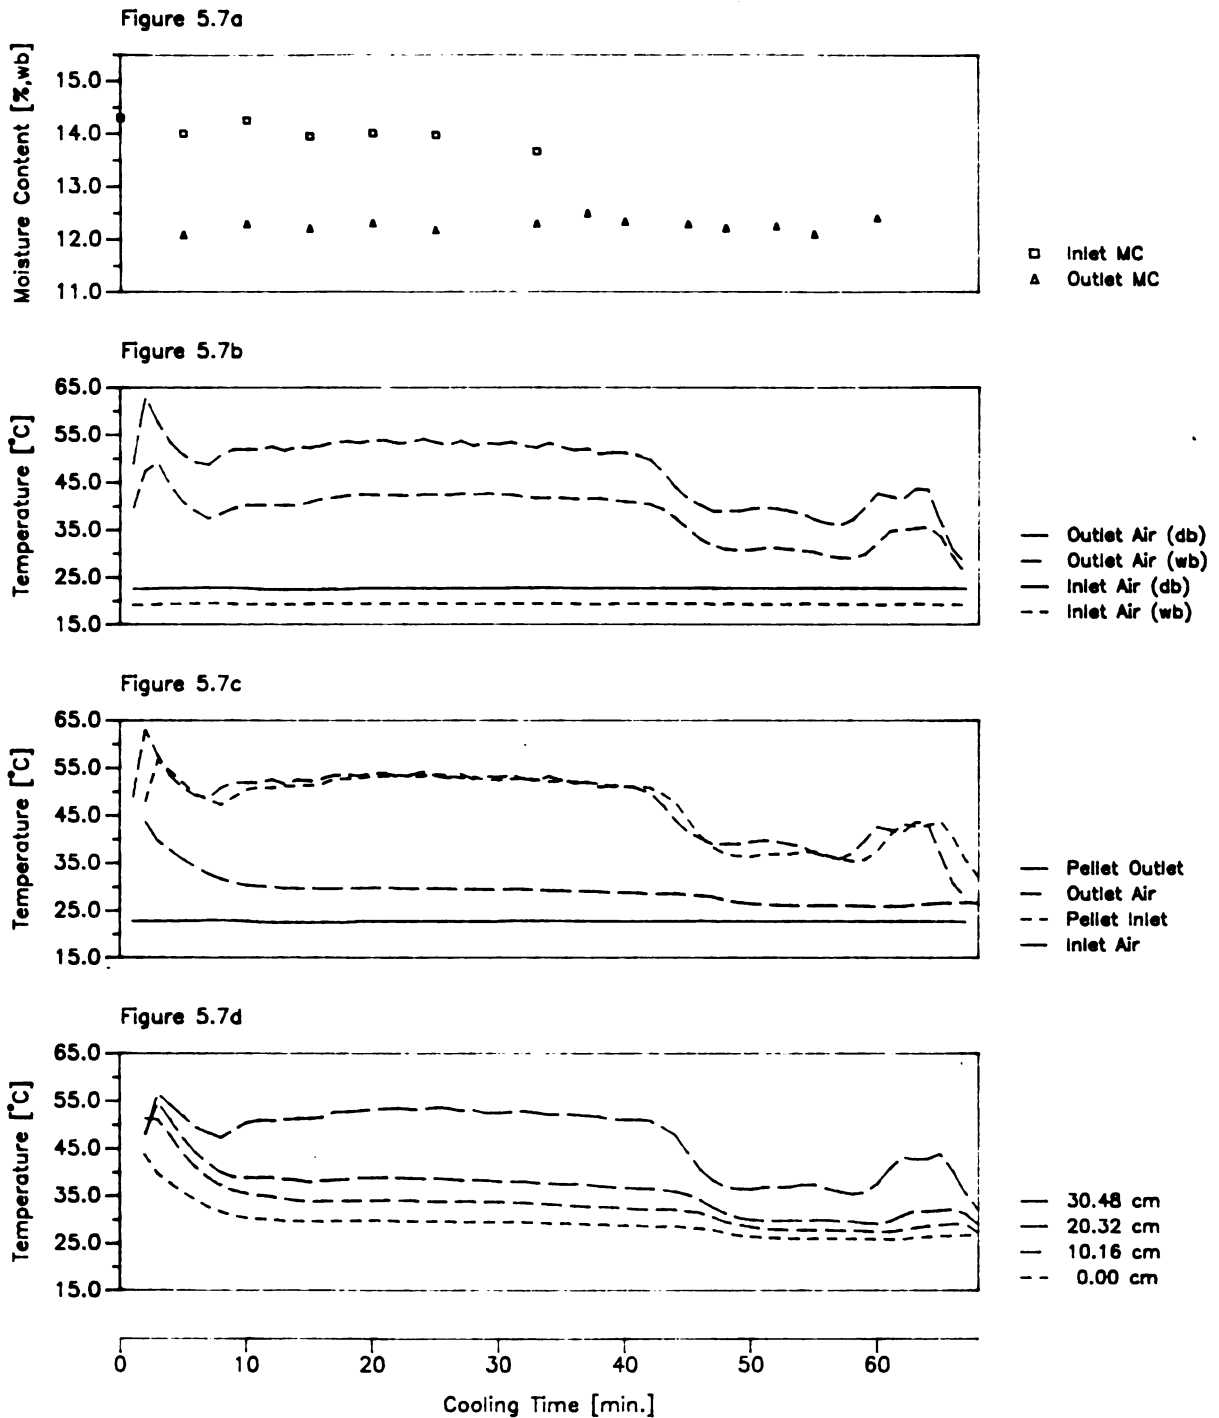 Figure 5.7a
Moisture Content [%,wb]
15.0
14.0
13.0
12.0
11.0
Inlet MC
Outlet MC
Figure 5.7b
Temperature [°C]
65.0
55.0
45.0
35.0
25.0
15.0
Outlet Air (db)
Outlet Air (wb)
Inlet Air (db)
Inlet Air (wb)
Figure 5.7c
Temperature [°C]
65.0
55.0
45.0
35.0
25.0
15.0
Pellet Outlet
Outlet Air
Pellet Inlet
Inlet Air
Figure 5.7d
Temperature [°C]
65.0
55.0
45.0
35.0
25.0
15.0
30.48 cm
20.32 cm
10.16 cm
0.00 cm
0 10 20 30 40 50 60
Cooling Time [min.]